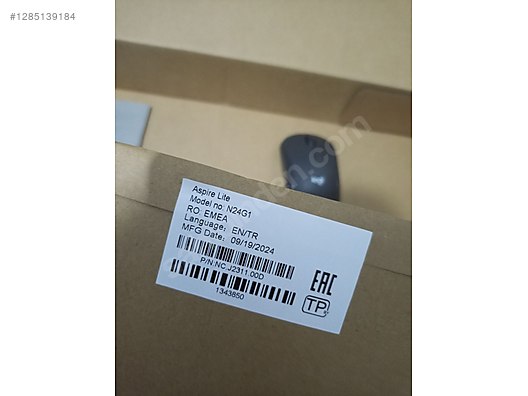 #1285139184
Aspire Lite
Model no: N24G1
RO: EMEA
Language: EN/TR
MFG Date: 09/19/2024
P/N:NC.J2311.00D
1343850
EAC
TP